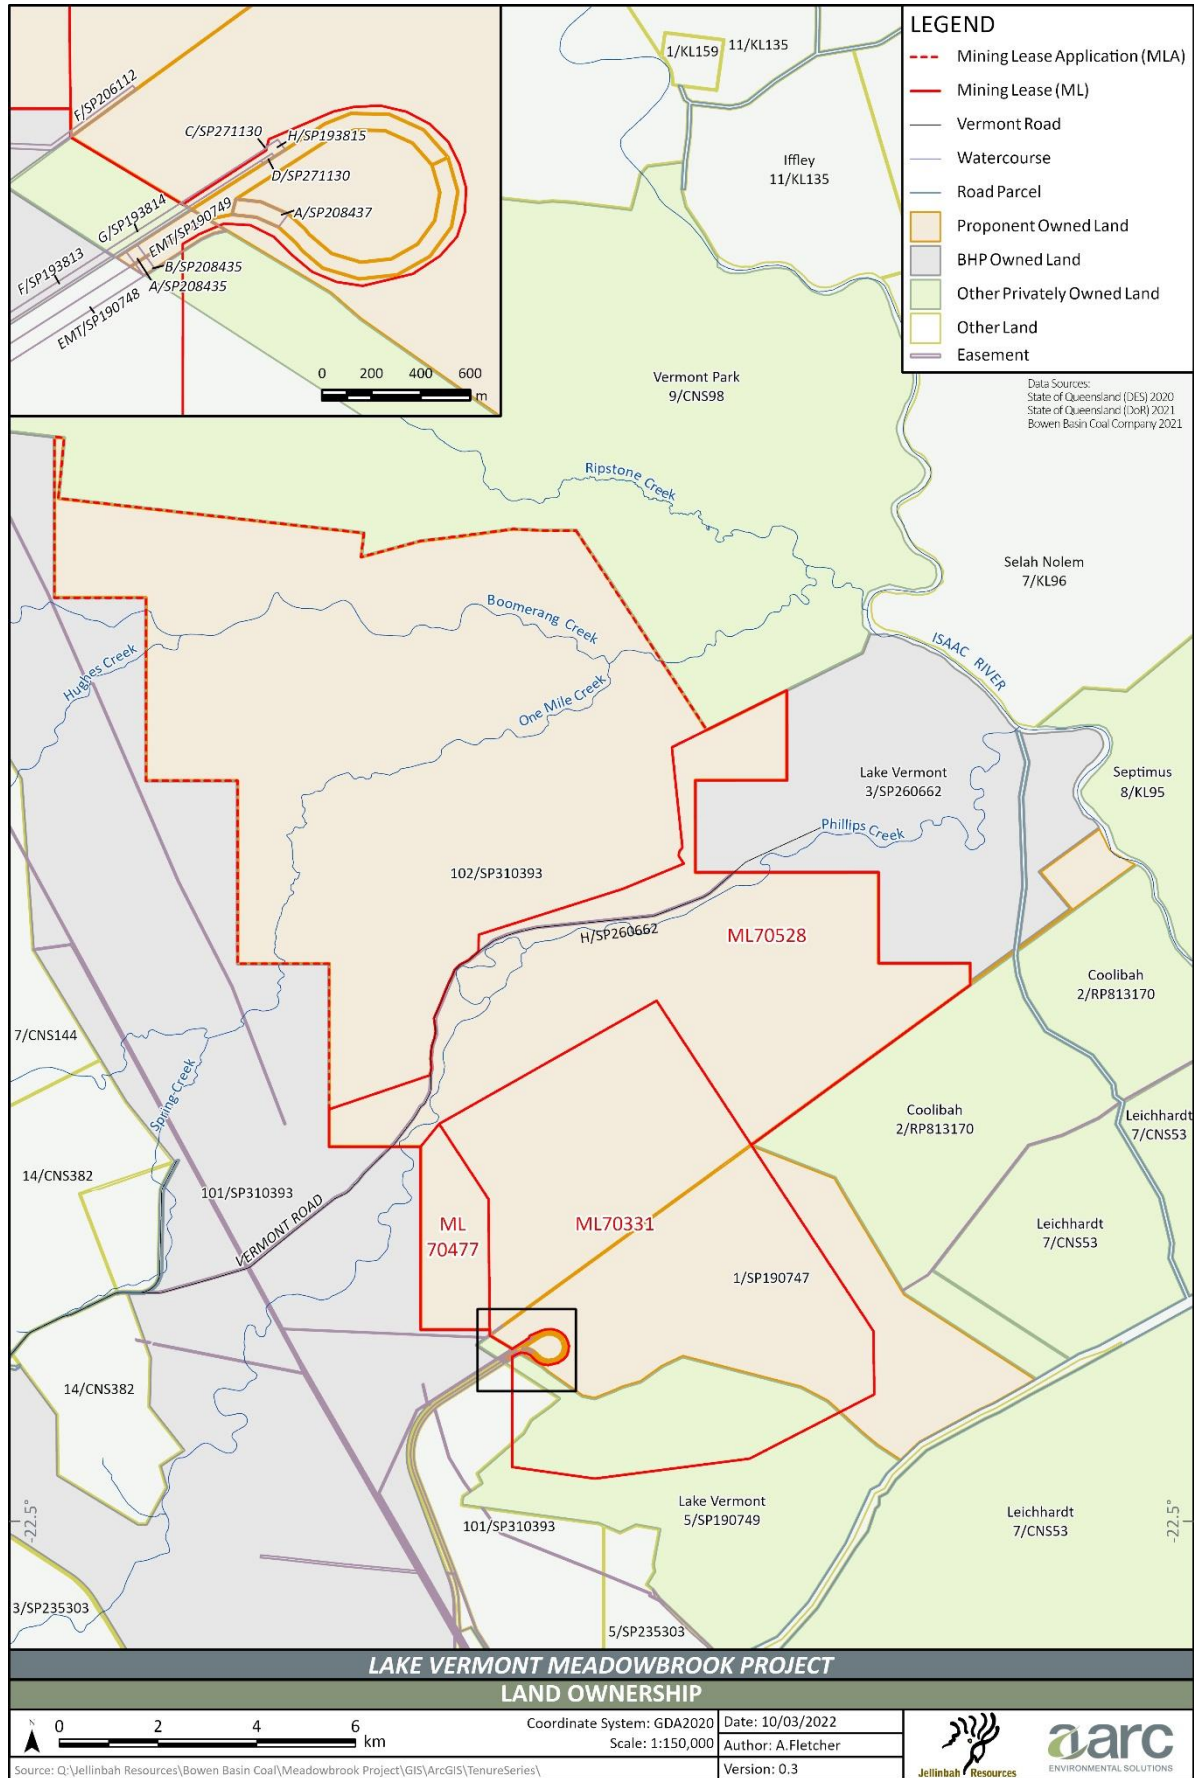 F/SP206112
C/SP271130
H/SP193815
D/SP271130
G/SP193814
EMT/SP190749
A/SP208437
F/SP193813
B/SP208435
A/SP208435
EMT/SP190748
0 200 400 600
m
1/KL159
11/KL135
Iffley
11/KL135
LEGEND
Mining Lease Application (MLA)
Mining Lease (ML)
Vermont Road
Watercourse
Road Parcel
Proponent Owned Land
BHP Owned Land
Other Privately Owned Land
Other Land
Easement
Data Sources:
State of Queensland (DES) 2020
State of Queensland (DoR) 2021
Bowen Basin Coal Company 2021
Vermont Park
9/CNS98
Ripstone Creek
Selah Nolem
7/KL96
Boomerang Creek
ISAAC RIVER
Hughes Creek
One Mile Creek
Lake Vermont
3/SP260662
Septimus
8/KL95
Phillips Creek
102/SP310393
H/SP260662
ML70528
Coolibah
2/RP813170
7/CNS144
Spring Creek
Coolibah
2/RP813170
Leichhardt
7/CNS53
14/CNS382
101/SP310393
VERMONT ROAD
ML
70477
ML70331
Leichhardt
7/CNS53
1/SP190747
14/CNS382
Lake Vermont
5/SP190749
Leichhardt
7/CNS53
-22.5°
-22.5°
101/SP310393
3/SP235303
5/SP235303
LAKE VERMONT MEADOWBROOK PROJECT
LAND OWNERSHIP
N
0 2 4 6
km
Coordinate System: GDA2020
Scale: 1:150,000
Date: 10/03/2022
Author: A.Fletcher
Version: 0.3
Source: Q:\Jellinbah Resources\Bowen Basin Coal\Meadowbrook Project\GIS\ArcGIS\TenureSeries\
Jellinbah Resources
aarc
ENVIRONMENTAL SOLUTIONS